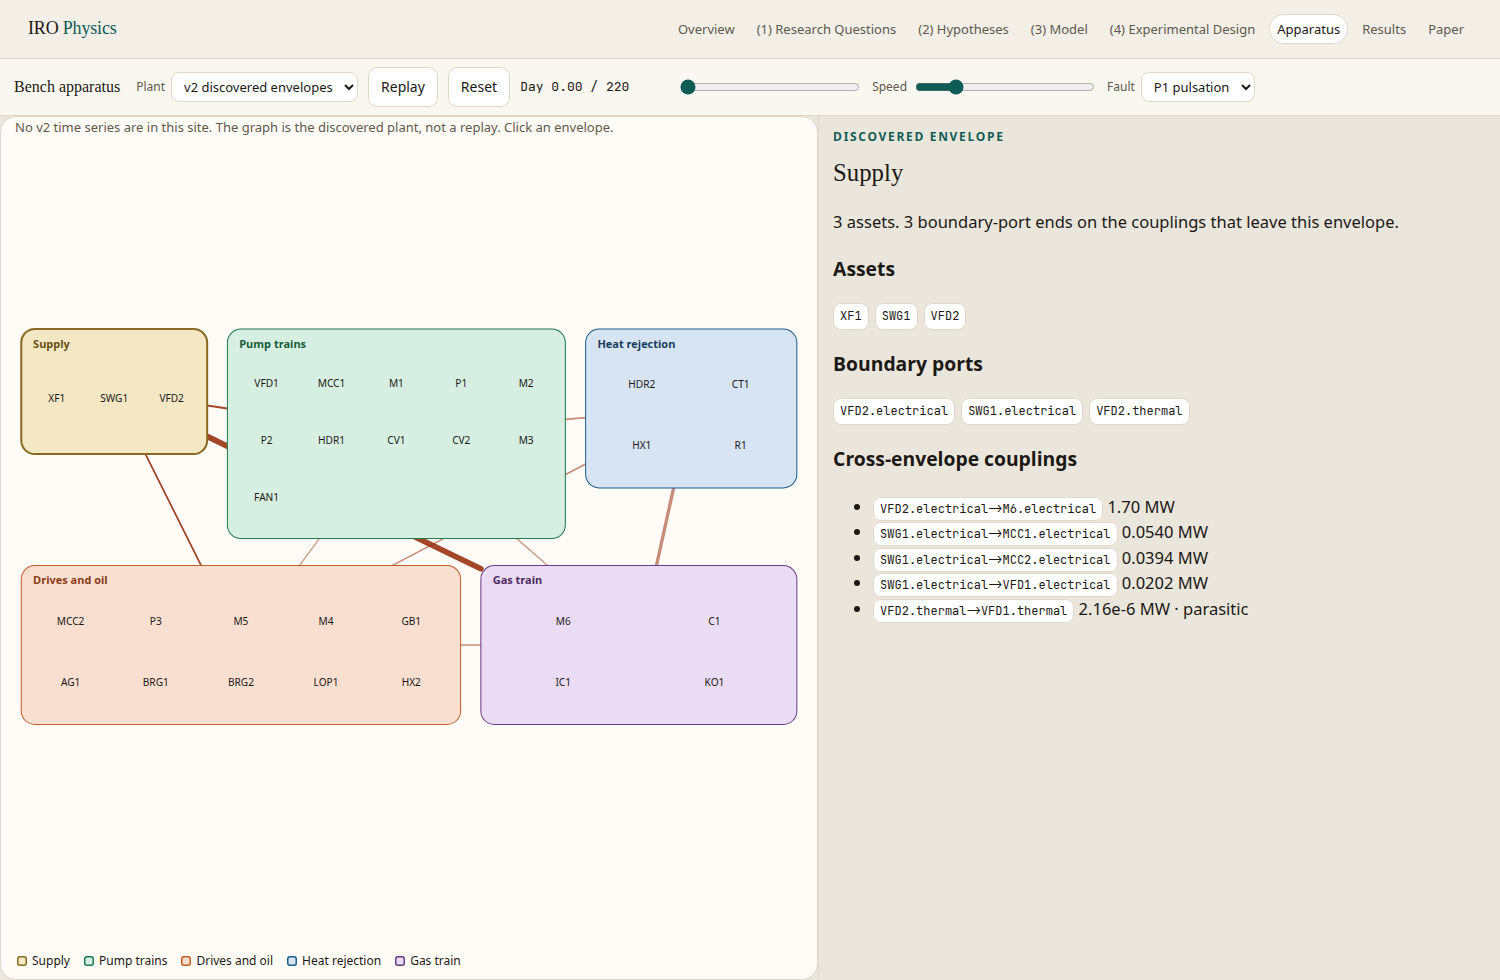 IRO Physics
Overview (1) Research Questions (2) Hypotheses (3) Model (4) Experimental Design Apparatus Results Paper
Bench apparatus Plant v2 discovered envelopes Replay Reset Day 0.00 / 220 Speed Fault P1 pulsation
No v2 time series are in this site. The graph is the discovered plant, not a replay. Click an envelope.
Supply
XF1 SWG1 VFD2
Pump trains
VFD1 MCC1 M1 P1 M2
P2 HDR1 CV1 CV2 M3
FAN1
Heat rejection
HDR2 CT1
HX1 R1
Drives and oil
MCC2 P3 M5 M4 GB1
AG1 BRG1 BRG2 LOP1 HX2
Gas train
M6 C1
IC1 KO1
Supply Pump trains Drives and oil Heat rejection Gas train
DISCOVERED ENVELOPE
Supply
3 assets. 3 boundary-port ends on the couplings that leave this envelope.
Assets
XF1 SWG1 VFD2
Boundary ports
VFD2.electrical SWG1.electrical VFD2.thermal
Cross-envelope couplings
VFD2.electrical→M6.electrical 1.70 MW
SWG1.electrical→MCC1.electrical 0.0540 MW
SWG1.electrical→MCC2.electrical 0.0394 MW
SWG1.electrical→VFD1.electrical 0.0202 MW
VFD2.thermal→VFD1.thermal 2.16e-6 MW · parasitic